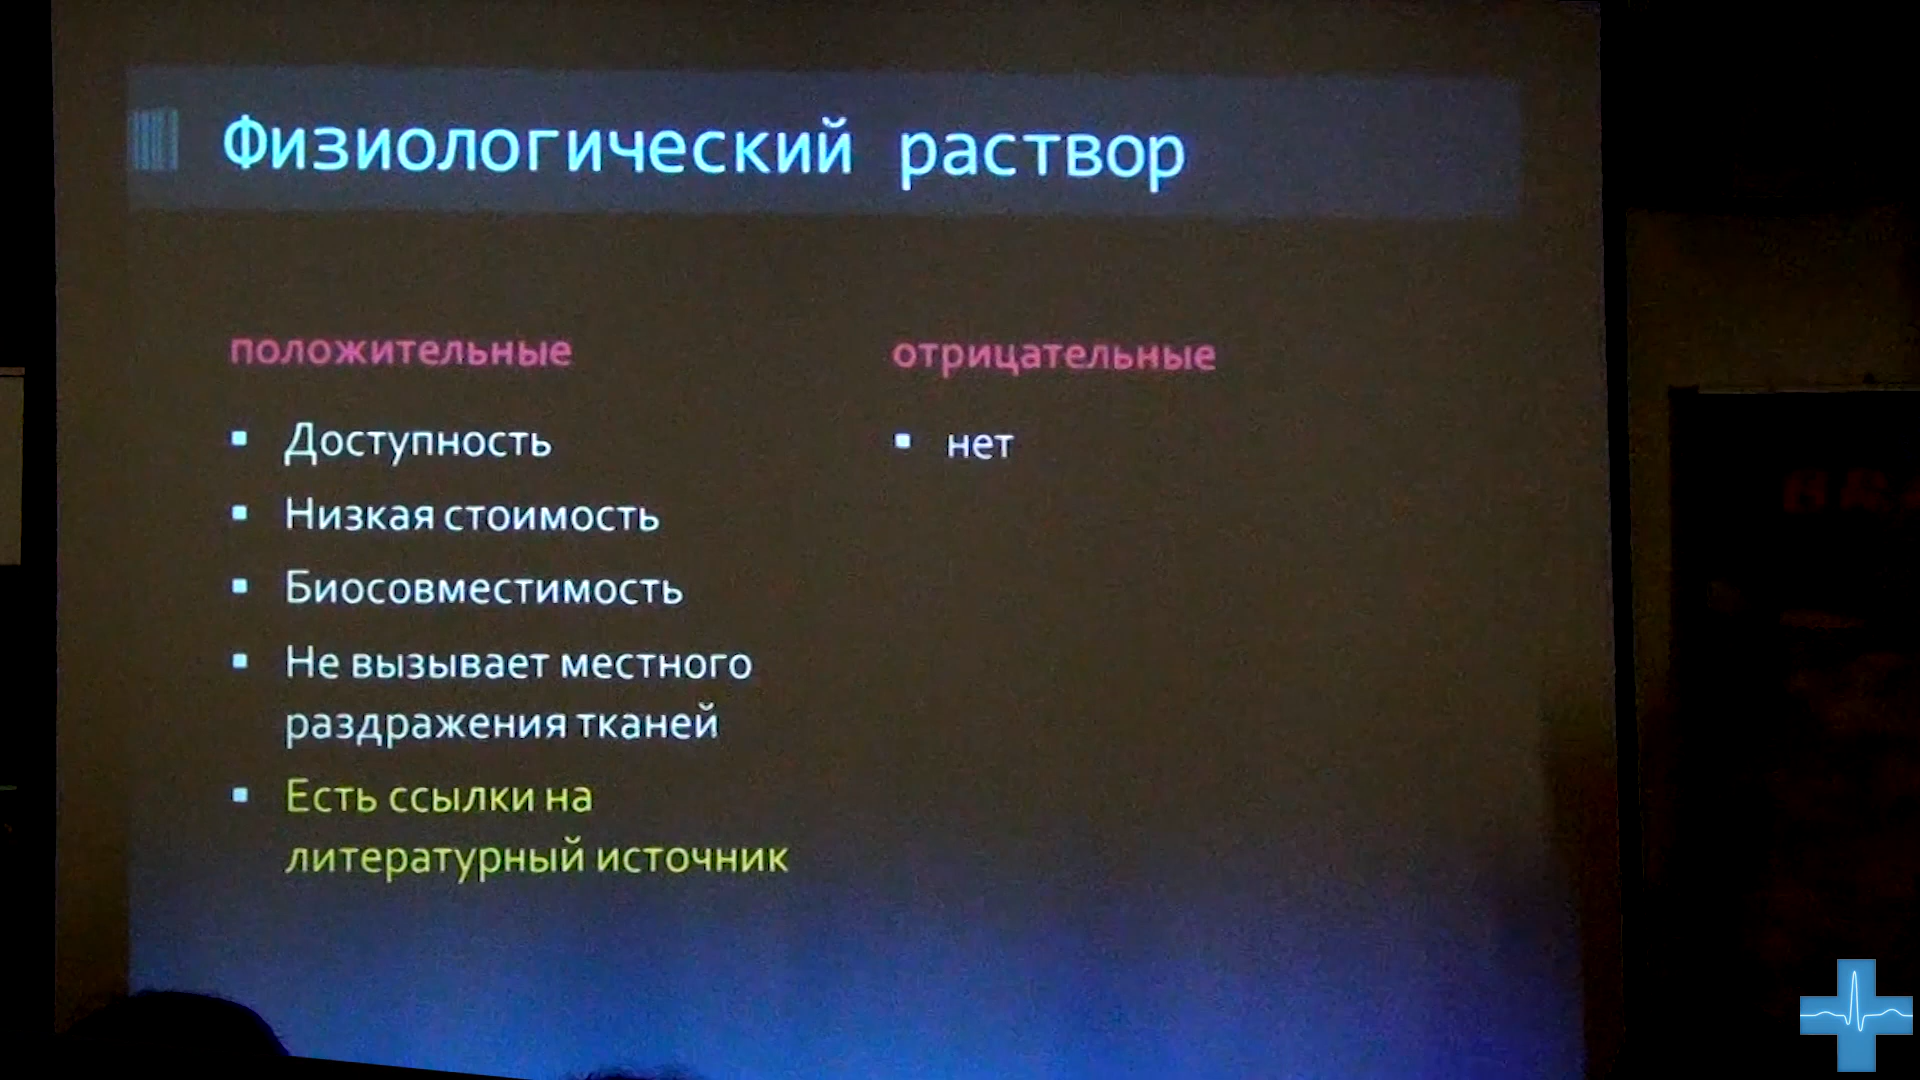 Физиологический раствор
положительные
Доступность
Низкая стоимость
Биосовместимость
Не вызывает местного
раздражения тканей
Есть ссылки на
литературный источник
отрицательные
нет